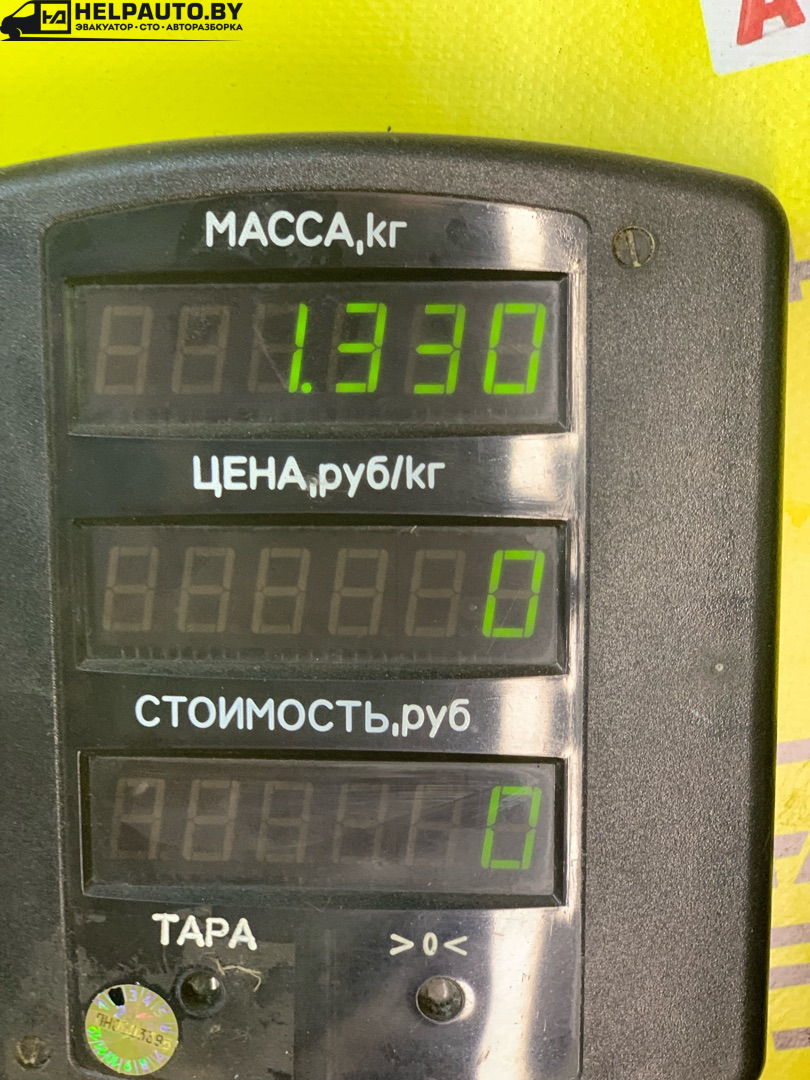 HELPAUTO.BY
ЭВАКУАТОР • СТО • АВТОРАЗБОРКА
МАССА,кг
1.330
ЦЕНА,руб/кг
0
СТОИМОСТЬ,руб
0
ТАРА
>0<